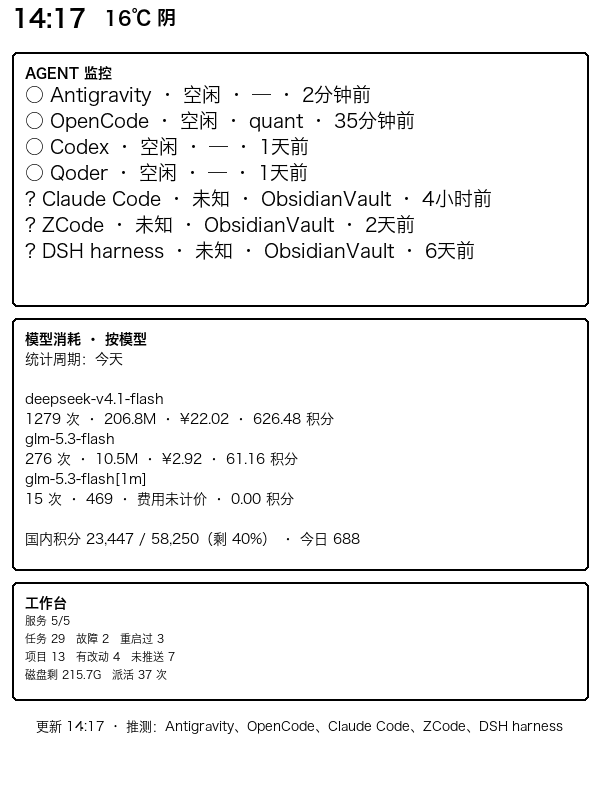 14:17 16℃ 阴
AGENT 监控
○ Antigravity · 空闲 · — · 2分钟前
○ OpenCode · 空闲 · quant · 35分钟前
○ Codex · 空闲 · — · 1天前
○ Qoder · 空闲 · — · 1天前
? Claude Code · 未知 · ObsidianVault · 4小时前
? ZCode · 未知 · ObsidianVault · 2天前
? DSH harness · 未知 · ObsidianVault · 6天前
模型消耗 · 按模型
统计周期：今天
deepseek-v4.1-flash
1279 次 · 206.8M · ¥22.02 · 626.48 积分
glm-5.3-flash
276 次 · 10.5M · ¥2.92 · 61.16 积分
glm-5.3-flash[1m]
15 次 · 469 · 费用未计价 · 0.00 积分
国内积分 23,447 / 58,250（剩 40%） · 今日 688
工作台
服务 5/5
任务 29 故障 2 重启过 3
项目 13 有改动 4 未推送 7
磁盘剩 215.7G 派活 37 次
更新 14:17 · 推测：Antigravity、OpenCode、Claude Code、ZCode、DSH harness